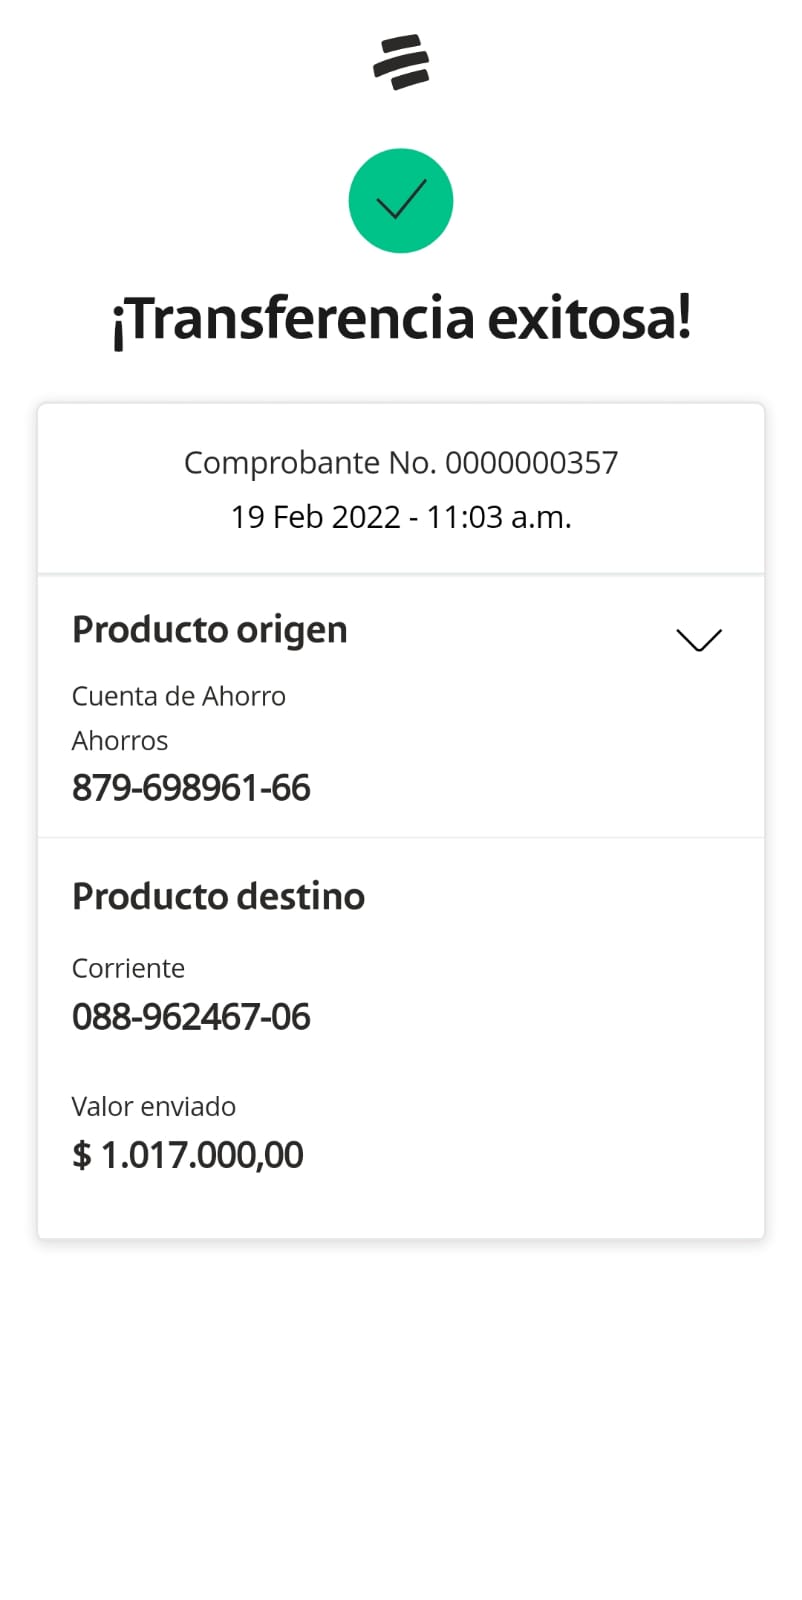 ¡Transferencia exitosa!
Comprobante No. 0000000357
19 Feb 2022 - 11:03 a.m.
Producto origen
Cuenta de Ahorro
Ahorros
879-698961-66
Producto destino
Corriente
088-962467-06
Valor enviado
$ 1.017.000,00